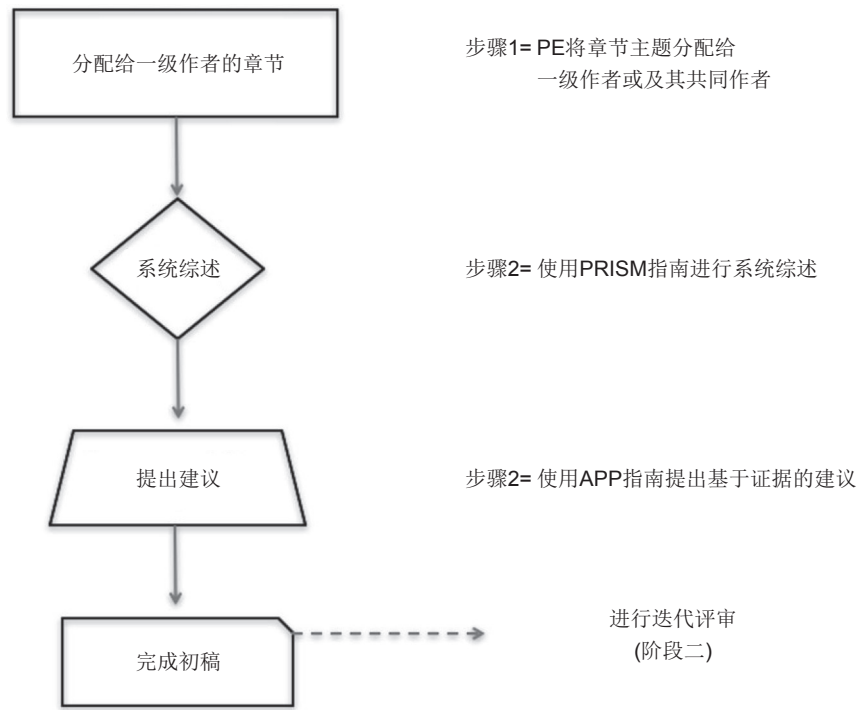 分配给一级作者的章节
步骤1= PE将章节主题分配给
一级作者或及其共同作者
系统综述
步骤2= 使用PRISM指南进行系统综述
提出建议
步骤2= 使用APP指南提出基于证据的建议
完成初稿
进行迭代评审
(阶段二)